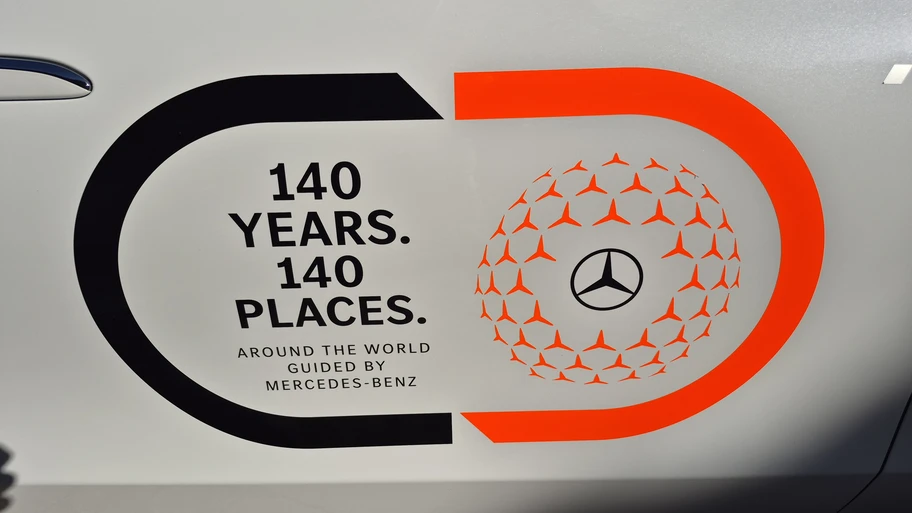 140
YEARS.
140
PLACES.
AROUND THE WORLD
GUIDED BY
MERCEDES-BENZ